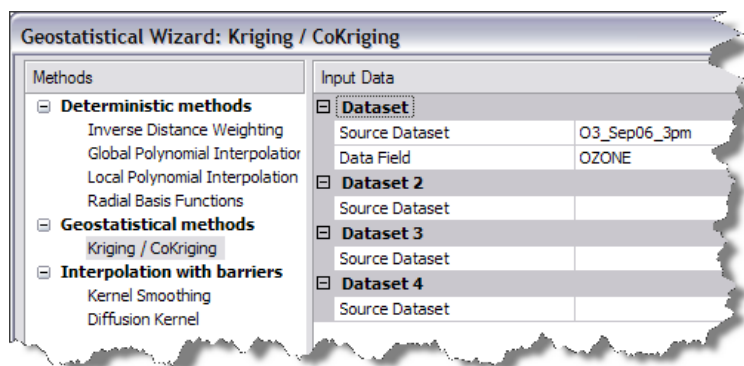 Geostatistical Wizard: Kriging / CoKriging
Methods
Deterministic methods
Inverse Distance Weighting
Global Polynomial Interpolation
Local Polynomial Interpolation
Radial Basis Functions
Geostatistical methods
Kriging / CoKriging
Interpolation with barriers
Kernel Smoothing
Diffusion Kernel
Input Data
Dataset
Source Dataset O3_Sep06_3pm
Data Field OZONE
Dataset 2
Source Dataset
Dataset 3
Source Dataset
Dataset 4
Source Dataset